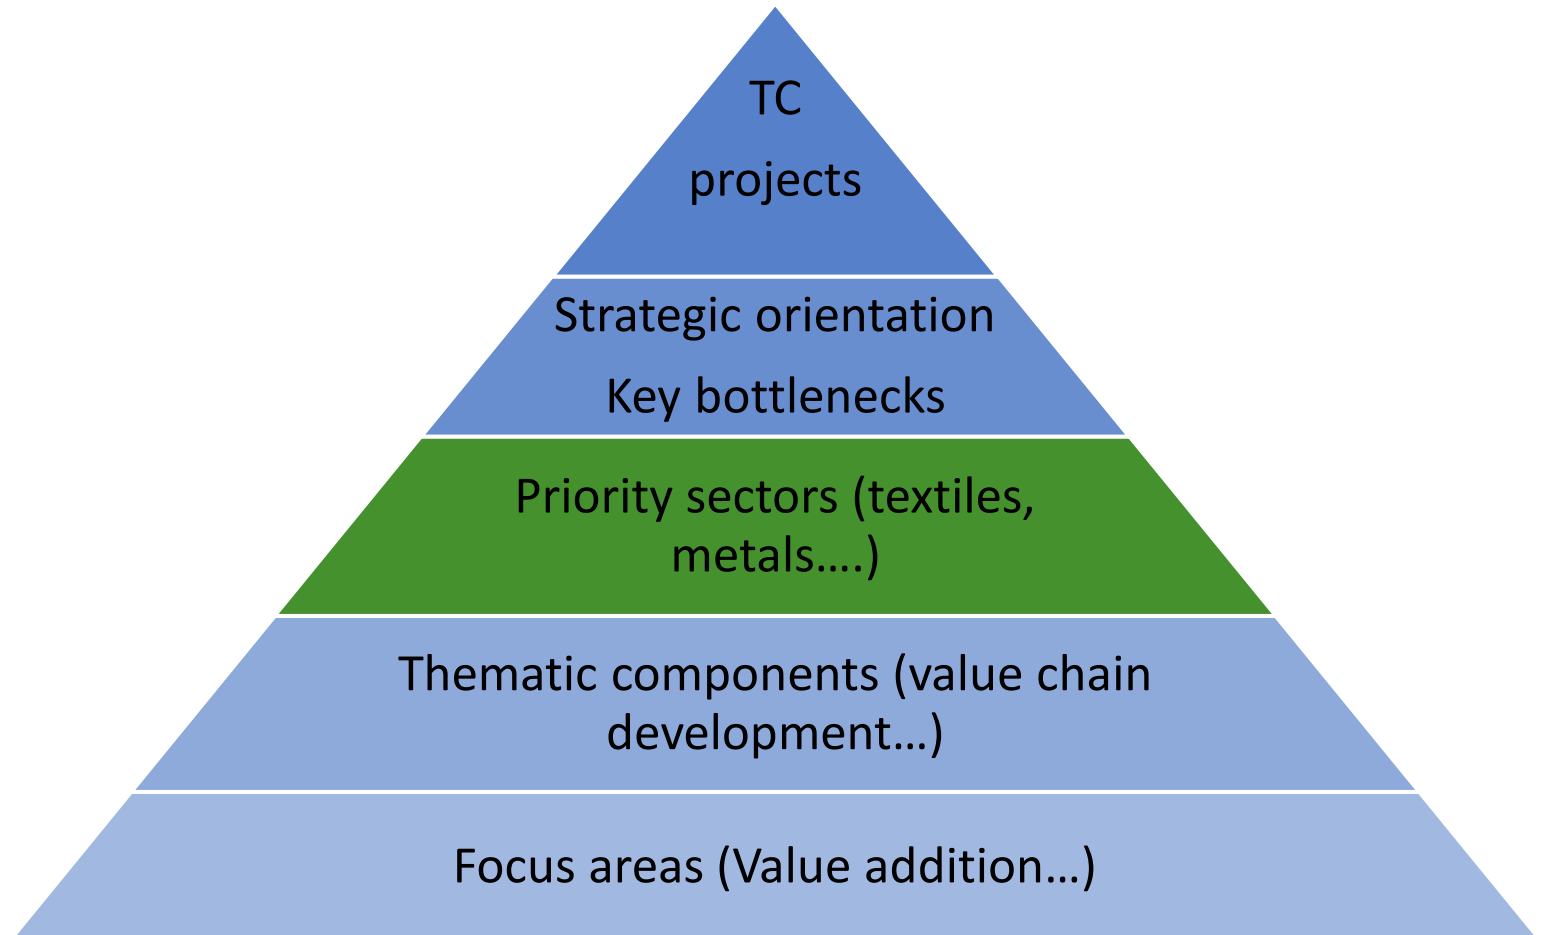 TC
projects
Strategic orientation
Key bottlenecks
Priority sectors (textiles,
metals….)
Thematic components (value chain
development…)
Focus areas (Value addition…)